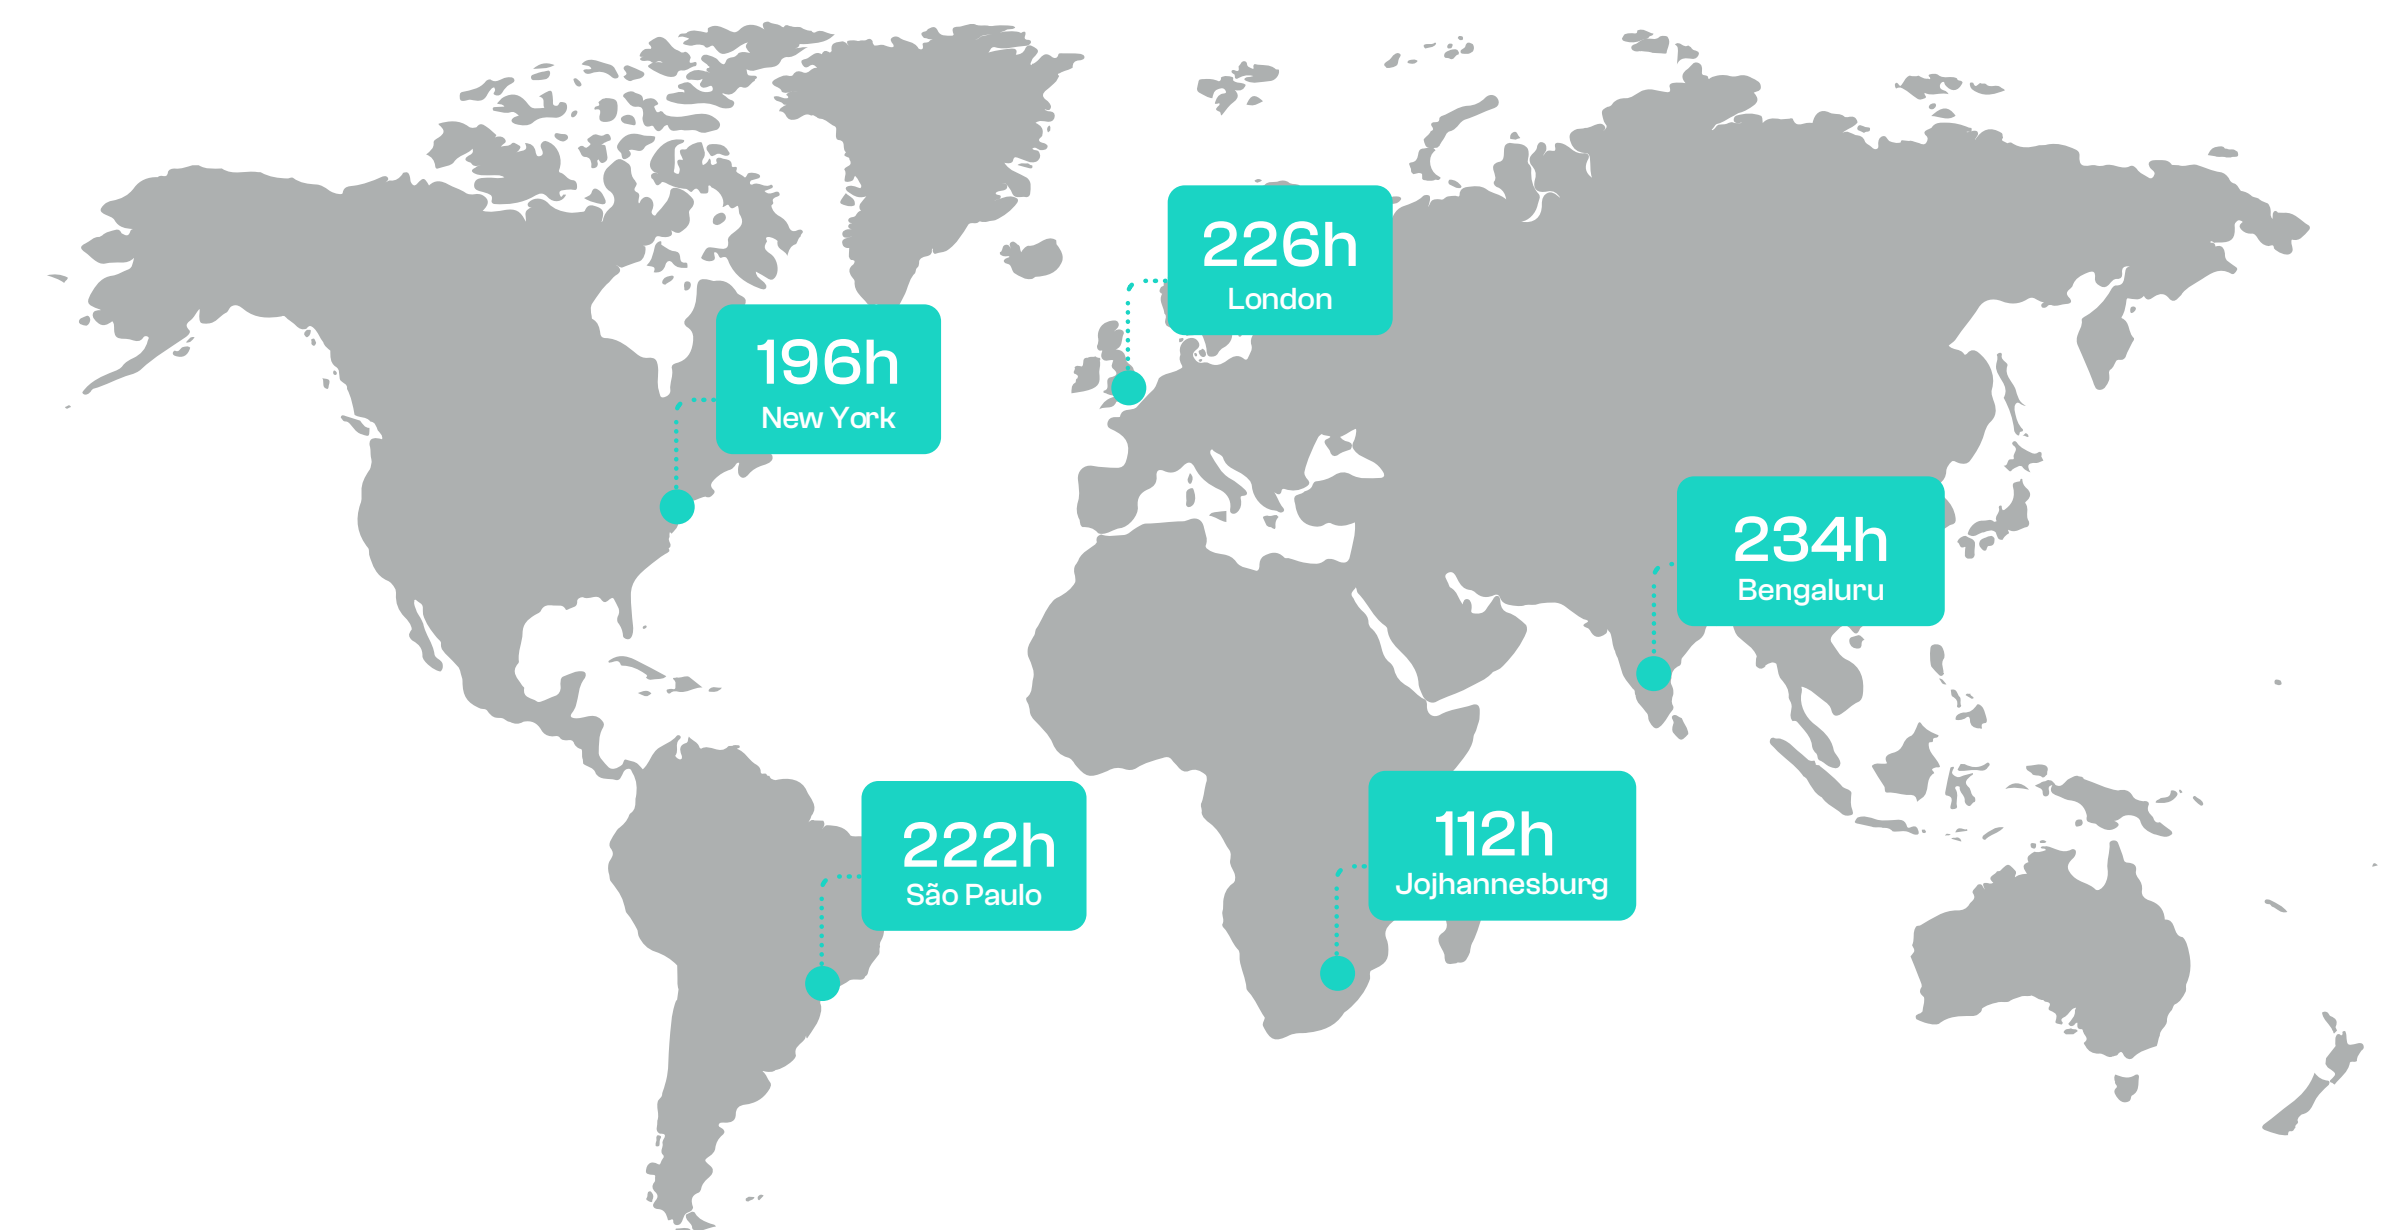 226h
London
196h
New York
234h
Bengaluru
222h
São Paulo
112h
Jojhannesburg